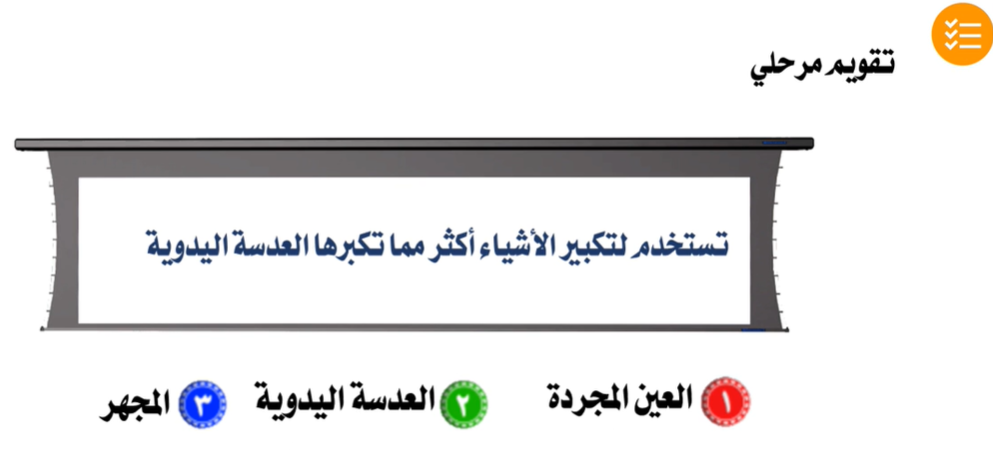 تقويم مرحلي
تستخدم لتكبير الأشياء أكثر مما تكبرها العدسة اليدوية
١ العين المجردة ٢ العدسة اليدوية ٣ المجهر